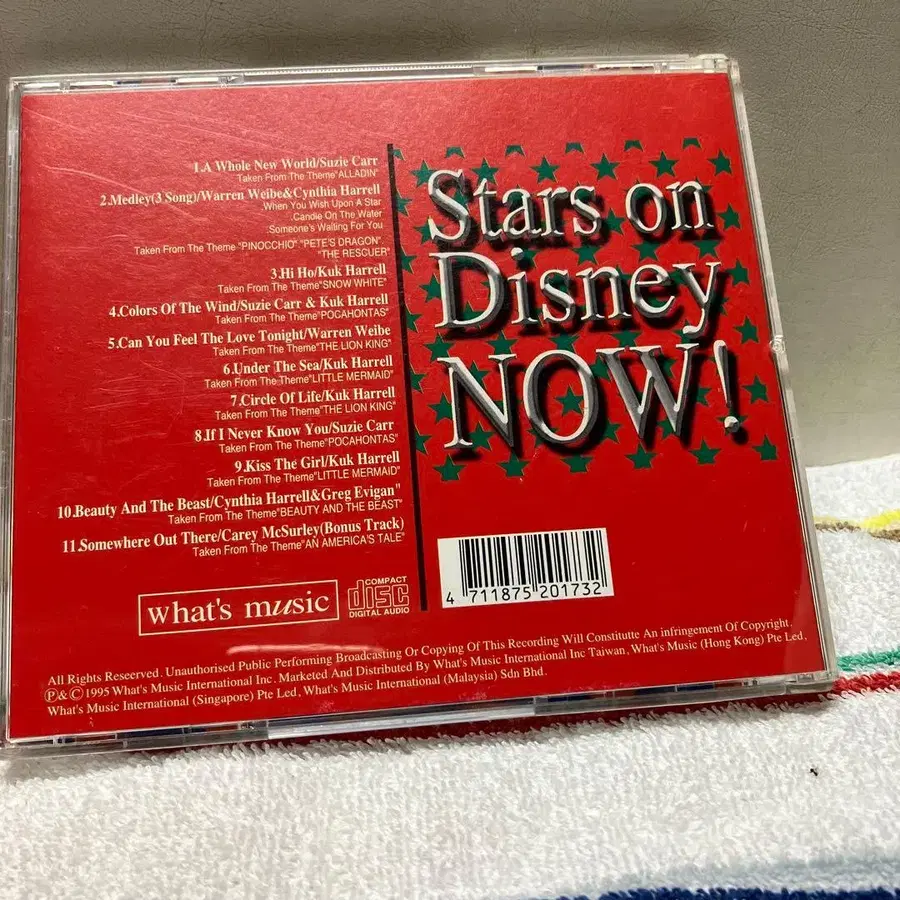 1.A Whole New World/Suzie Carr
Taken From The Theme"ALLADIN"
2.Medley(3 Song)/Warren Weibe&Cynthia Harrell
.When You Wish Upon A Star
.Candle On The Water
.Someone's Waiting For You
Taken From The Theme "PINOCCHIO" "PETE'S DRAGON".
"THE RESCUER"
3.Hi Ho/Kuk Harrell
Taken From The Theme"SNOW WHITE"
4.Colors Of The Wind/Suzie Carr & Kuk Harrell
Taken From The Theme"POCAHONTAS"
5.Can You Feel The Love Tonight/Warren Weibe
Taken From The Theme"THE LION KING"
6.Under The Sea/Kuk Harrell
Taken From The Theme"LITTLE MERMAID"
7.Circle Of Life/Kuk Harrell
Taken From The Theme"THE LION KING"
8.If I Never Know You/Suzie Carr
Taken From The Theme"POCAHONTAS"
9.Kiss The Girl/Kuk Harrell
Taken From The Theme"LITTLE MERMAID"
10.Beauty And The Beast/Cynthia Harrell&Greg Evigan"
Taken From The Theme"BEAUTY AND THE BEAST"
11.Somewhere Out There/Carey McSurley(Bonus Track)
Taken From The Theme"AN AMERICA'S TALE"
Stars on
Disney
NOW!
4 711875 201732
what's music
COMPACT
disc
DIGITAL AUDIO
All Rights Reseerved. Unauthorised Public Performing Broadcasting Or Copying Of This Recording Will Constitutte An infringement Of Copyright.
Ⓟ&©1995 What's Music International Inc. Marketed And Distributed By What's Music International Inc Taiwan, What's Music (Hong Kong) Pte Led,
What's Music International (Singapore) Pte Led, What's Music International (Malaysia) Sdn Bhd.